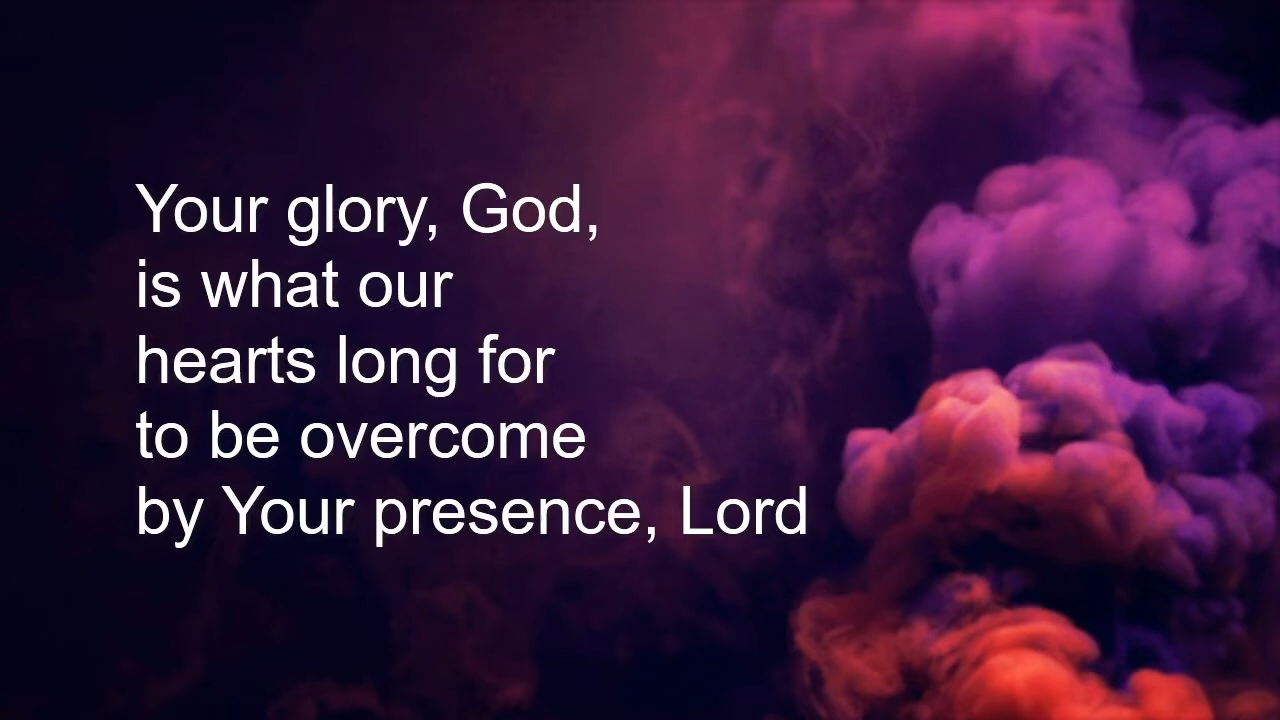 Your glory, God,
is what our
hearts long for
to be overcome
by Your presence, Lord